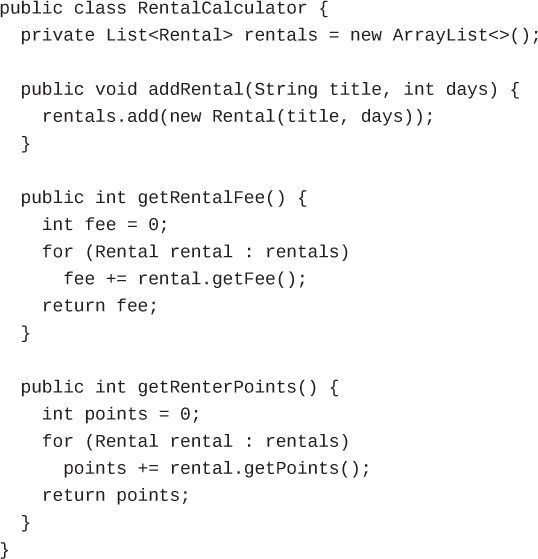 public class RentalCalculator {
  private List<Rental> rentals = new ArrayList<>();

  public void addRental(String title, int days) {
    rentals.add(new Rental(title, days));
  }

  public int getRentalFee() {
    int fee = 0;
    for (Rental rental : rentals)
      fee += rental.getFee();
    return fee;
  }

  public int getRenterPoints() {
    int points = 0;
    for (Rental rental : rentals)
      points += rental.getPoints();
    return points;
  }
}